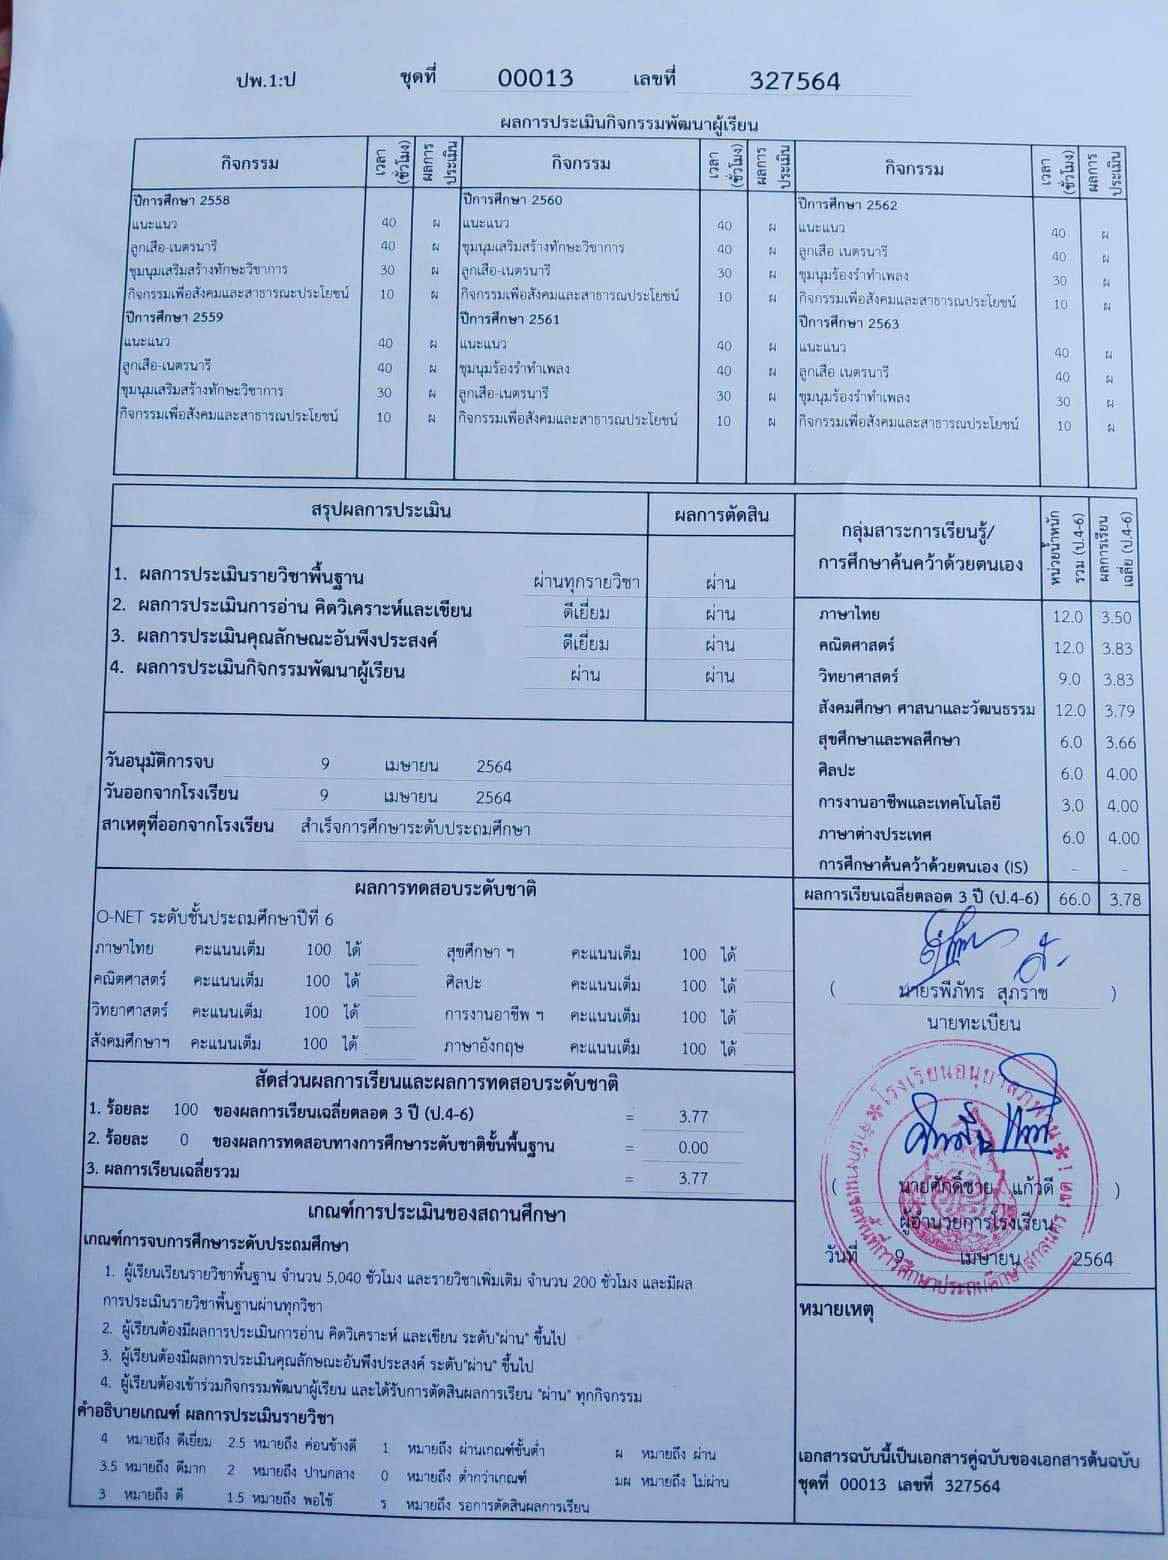 ปพ.1:ป ชุดที่ 00013 เลขที่ 327564
ผลการประเมินกิจกรรมพัฒนาผู้เรียน
กิจกรรม เวลา (ชั่วโมง) ผลการประเมิน กิจกรรม เวลา (ชั่วโมง) ผลการประเมิน กิจกรรม เวลา (ชั่วโมง) ผลการประเมิน
ปีการศึกษา 2558 ปีการศึกษา 2560 ปีการศึกษา 2562
แนะแนว 40 ผ แนะแนว 40 ผ แนะแนว 40 ผ
ลูกเสือ-เนตรนารี 40 ผ ชุมนุมเสริมสร้างทักษะวิชาการ 40 ผ ลูกเสือ เนตรนารี 40 ผ
ชุมนุมเสริมสร้างทักษะวิชาการ 30 ผ ลูกเสือ-เนตรนารี 30 ผ ชุมนุมร้องรำทำเพลง 30 ผ
กิจกรรมเพื่อสังคมและสาธารณะประโยชน์ 10 ผ กิจกรรมเพื่อสังคมและสาธารณประโยชน์ 10 ผ กิจกรรมเพื่อสังคมและสาธารณประโยชน์ 10 ผ
ปีการศึกษา 2559 ปีการศึกษา 2561 ปีการศึกษา 2563
แนะแนว 40 ผ แนะแนว 40 ผ แนะแนว 40 ผ
ลูกเสือ-เนตรนารี 40 ผ ชุมนุมร้องรำทำเพลง 40 ผ ลูกเสือ เนตรนารี 40 ผ
ชุมนุมเสริมสร้างทักษะวิชาการ 30 ผ ลูกเสือ-เนตรนารี 30 ผ ชุมนุมร้องรำทำเพลง 30 ผ
กิจกรรมเพื่อสังคมและสาธารณประโยชน์ 10 ผ กิจกรรมเพื่อสังคมและสาธารณประโยชน์ 10 ผ กิจกรรมเพื่อสังคมและสาธารณประโยชน์ 10 ผ
สรุปผลการประเมิน ผลการตัดสิน
1. ผลการประเมินรายวิชาพื้นฐาน ผ่านทุกรายวิชา ผ่าน
2. ผลการประเมินการอ่าน คิดวิเคราะห์และเขียน ดีเยี่ยม ผ่าน
3. ผลการประเมินคุณลักษณะอันพึงประสงค์ ดีเยี่ยม ผ่าน
4. ผลการประเมินกิจกรรมพัฒนาผู้เรียน ผ่าน ผ่าน
วันอนุมัติการจบ 9 เมษายน 2564
วันออกจากโรงเรียน 9 เมษายน 2564
สาเหตุที่ออกจากโรงเรียน สำเร็จการศึกษาระดับประถมศึกษา
กลุ่มสาระการเรียนรู้/ การศึกษาค้นคว้าด้วยตนเอง หน่วยน้ำหนัก รวม (ป.4-6) ผลการเรียน เฉลี่ย (ป.4-6)
ภาษาไทย 12.0 3.50
คณิตศาสตร์ 12.0 3.83
วิทยาศาสตร์ 9.0 3.83
สังคมศึกษา ศาสนาและวัฒนธรรม 12.0 3.79
สุขศึกษาและพลศึกษา 6.0 3.66
ศิลปะ 6.0 4.00
การงานอาชีพและเทคโนโลยี 3.0 4.00
ภาษาต่างประเทศ 6.0 4.00
การศึกษาค้นคว้าด้วยตนเอง (IS) - -
ผลการเรียนเฉลี่ยตลอด 3 ปี (ป.4-6) 66.0 3.78
ผลการทดสอบระดับชาติ
O-NET ระดับชั้นประถมศึกษาปีที่ 6
ภาษาไทย คะแนนเต็ม 100 ได้ สุขศึกษา ฯ คะแนนเต็ม 100 ได้
คณิตศาสตร์ คะแนนเต็ม 100 ได้ ศิลปะ คะแนนเต็ม 100 ได้
วิทยาศาสตร์ คะแนนเต็ม 100 ได้ การงานอาชีพ ฯ คะแนนเต็ม 100 ได้
สังคมศึกษาฯ คะแนนเต็ม 100 ได้ ภาษาอังกฤษ คะแนนเต็ม 100 ได้
สัดส่วนผลการเรียนและผลการทดสอบระดับชาติ
1. ร้อยละ 100 ของผลการเรียนเฉลี่ยตลอด 3 ปี (ป.4-6) = 3.77
2. ร้อยละ 0 ของผลการทดสอบทางการศึกษาระดับชาติขั้นพื้นฐาน = 0.00
3. ผลการเรียนเฉลี่ยรวม = 3.77
( นายรพีภัทร สุภราช )
นายทะเบียน
( นายศักดิ์ชาย แก้วดี )
ผู้อำนวยการโรงเรียน
วันที่ 9 เมษายน 2564
เกณฑ์การประเมินของสถานศึกษา
เกณฑ์การจบการศึกษาระดับประถมศึกษา
1. ผู้เรียนเรียนรายวิชาพื้นฐาน จำนวน 5,040 ชั่วโมง และรายวิชาเพิ่มเติม จำนวน 200 ชั่วโมง และมีผล
การประเมินรายวิชาพื้นฐานผ่านทุกวิชา
2. ผู้เรียนต้องมีผลการประเมินการอ่าน คิดวิเคราะห์ และเขียน ระดับ"ผ่าน" ขึ้นไป
3. ผู้เรียนต้องมีผลการประเมินคุณลักษณะอันพึงประสงค์ ระดับ"ผ่าน" ขึ้นไป
4. ผู้เรียนต้องเข้าร่วมกิจกรรมพัฒนาผู้เรียน และได้รับการตัดสินผลการเรียน "ผ่าน" ทุกกิจกรรม
คำอธิบายเกณฑ์ ผลการประเมินรายวิชา
4 หมายถึง ดีเยี่ยม 2.5 หมายถึง ค่อนข้างดี 1 หมายถึง ผ่านเกณฑ์ขั้นต่ำ ผ หมายถึง ผ่าน
3.5 หมายถึง ดีมาก 2 หมายถึง ปานกลาง 0 หมายถึง ต่ำกว่าเกณฑ์ มผ หมายถึง ไม่ผ่าน
3 หมายถึง ดี 1.5 หมายถึง พอใช้ ร หมายถึง รอการตัดสินผลการเรียน
หมายเหตุ
เอกสารฉบับนี้เป็นเอกสารคู่ฉบับของเอกสารต้นฉบับ
ชุดที่ 00013 เลขที่ 327564